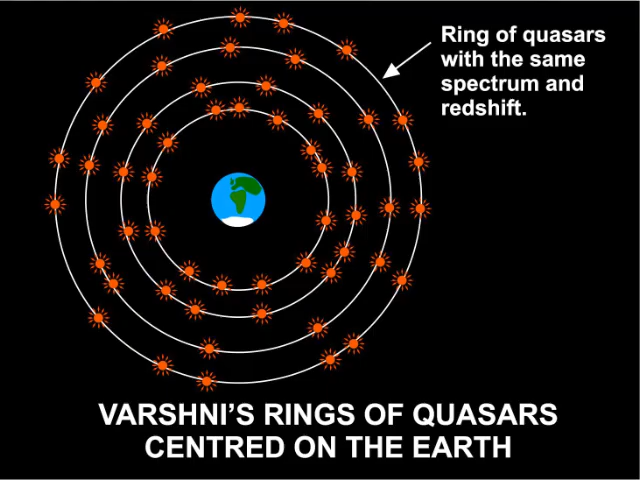 Ring of quasars
with the same
spectrum and
redshift.
VARSHNI'S RINGS OF QUASARS
CENTRED ON THE EARTH